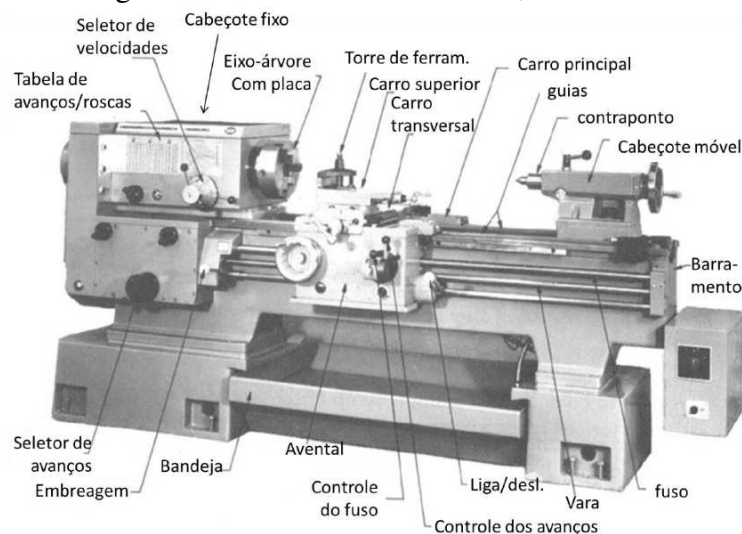 Seletor de
velocidades
Cabeçote fixo
Eixo-árvore
Com placa
Torre de ferram.
Carro superior
Carro
transversal
Carro principal
guias
contraponto
Cabeçote móvel
Tabela de
avanços/roscas
Barra-
mento
Seletor de
avanços
Embreagem
Bandeja
Avental
Controle
do fuso
Controle dos avanços
Liga/desl.
Vara
fuso